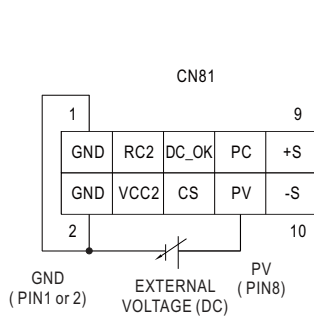 CN81
1 9
GND RC2 DC_OK PC +S
GND VCC2 CS PV -S
2 10
GND
( PIN1 or 2)
EXTERNAL
VOLTAGE (DC)
PV
( PIN8)